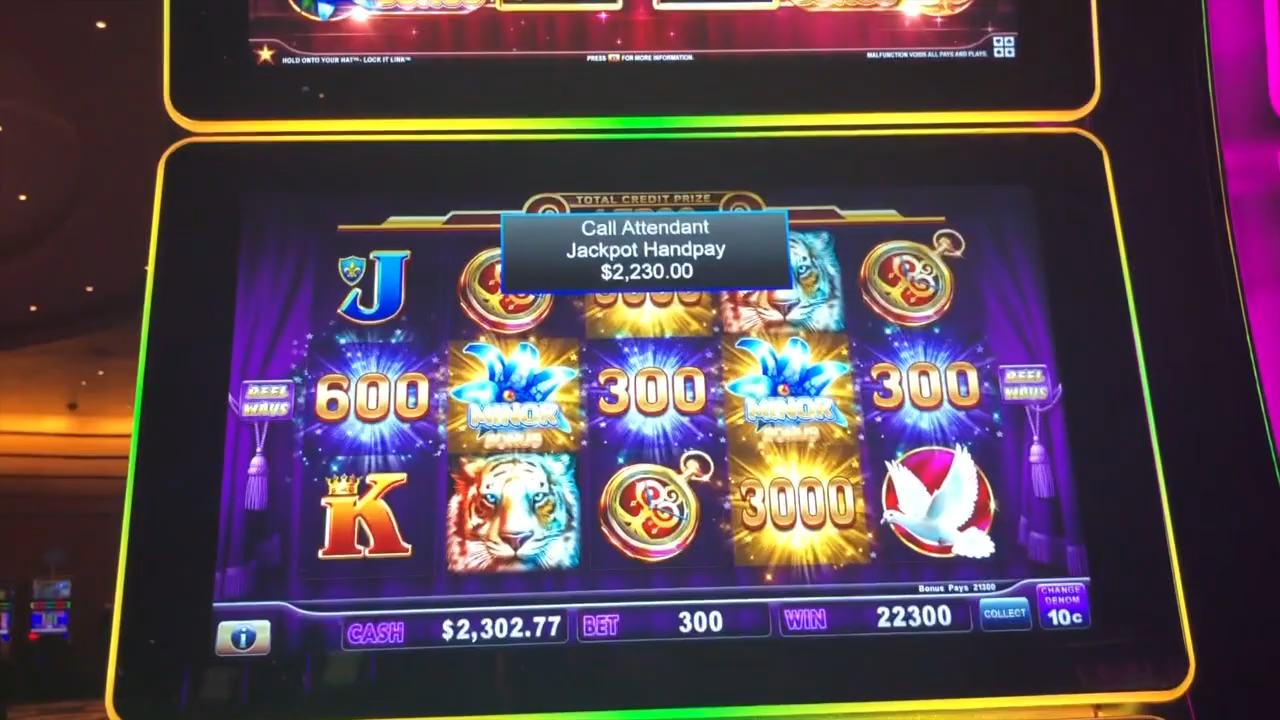 HOLD ONTO YOUR HAT™ - LOCK IT LINK™
PRESS FOR MORE INFORMATION.
MALFUNCTION VOIDS ALL PAYS AND PLAYS.
TOTAL CREDIT PRIZE
Call Attendant
Jackpot Handpay
$2,230.00
J
3000
REEL WAYS
600
MINOR
BONUS
300
MINOR
BONUS
300
REEL WAYS
K
3000
Bonus Pays 21300
CASH $2,302.77
BET 300
WIN 22300
COLLECT
CHANGE
DENOM
10¢